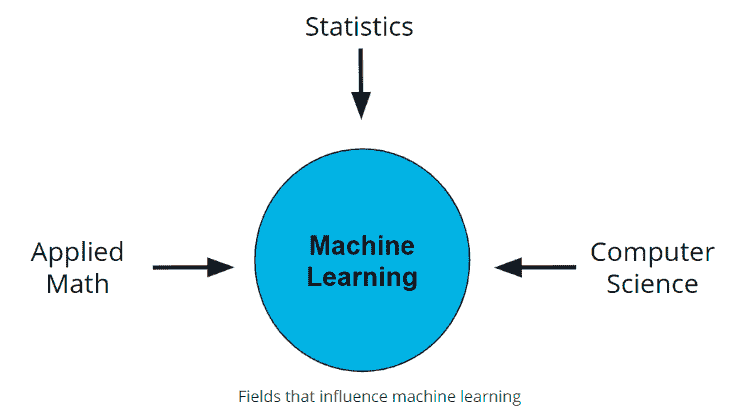 Statistics
Applied
Math
Machine
Learning
Computer
Science
Fields that influence machine learning